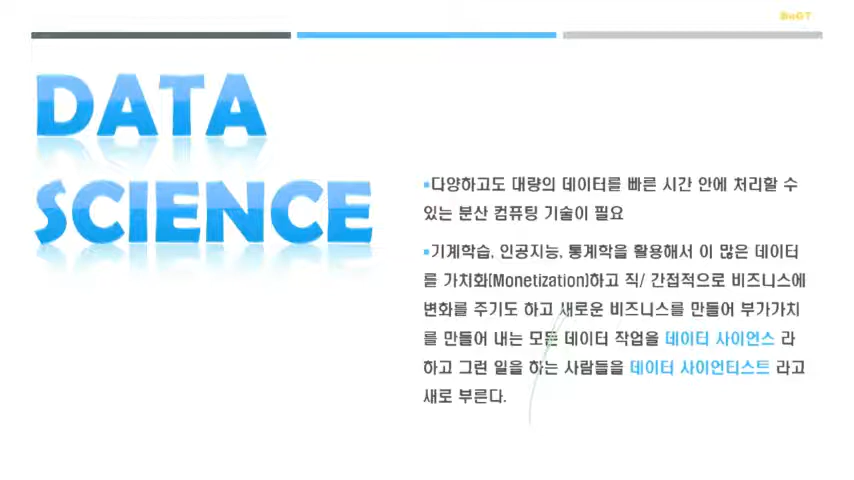 BoGT
DATA
SCIENCE
▪다양하고도 대량의 데이터를 빠른 시간 안에 처리할 수
있는 분산 컴퓨팅 기술이 필요
▪기계학습, 인공지능, 통계학을 활용해서 이 많은 데이터
를 가치화(Monetization)하고 직/ 간접적으로 비즈니스에
변화를 주기도 하고 새로운 비즈니스를 만들어 부가가치
를 만들어 내는 모든 데이터 작업을 데이터 사이언스 라
하고 그런 일을 하는 사람들을 데이터 사이언티스트 라고
새로 부른다.